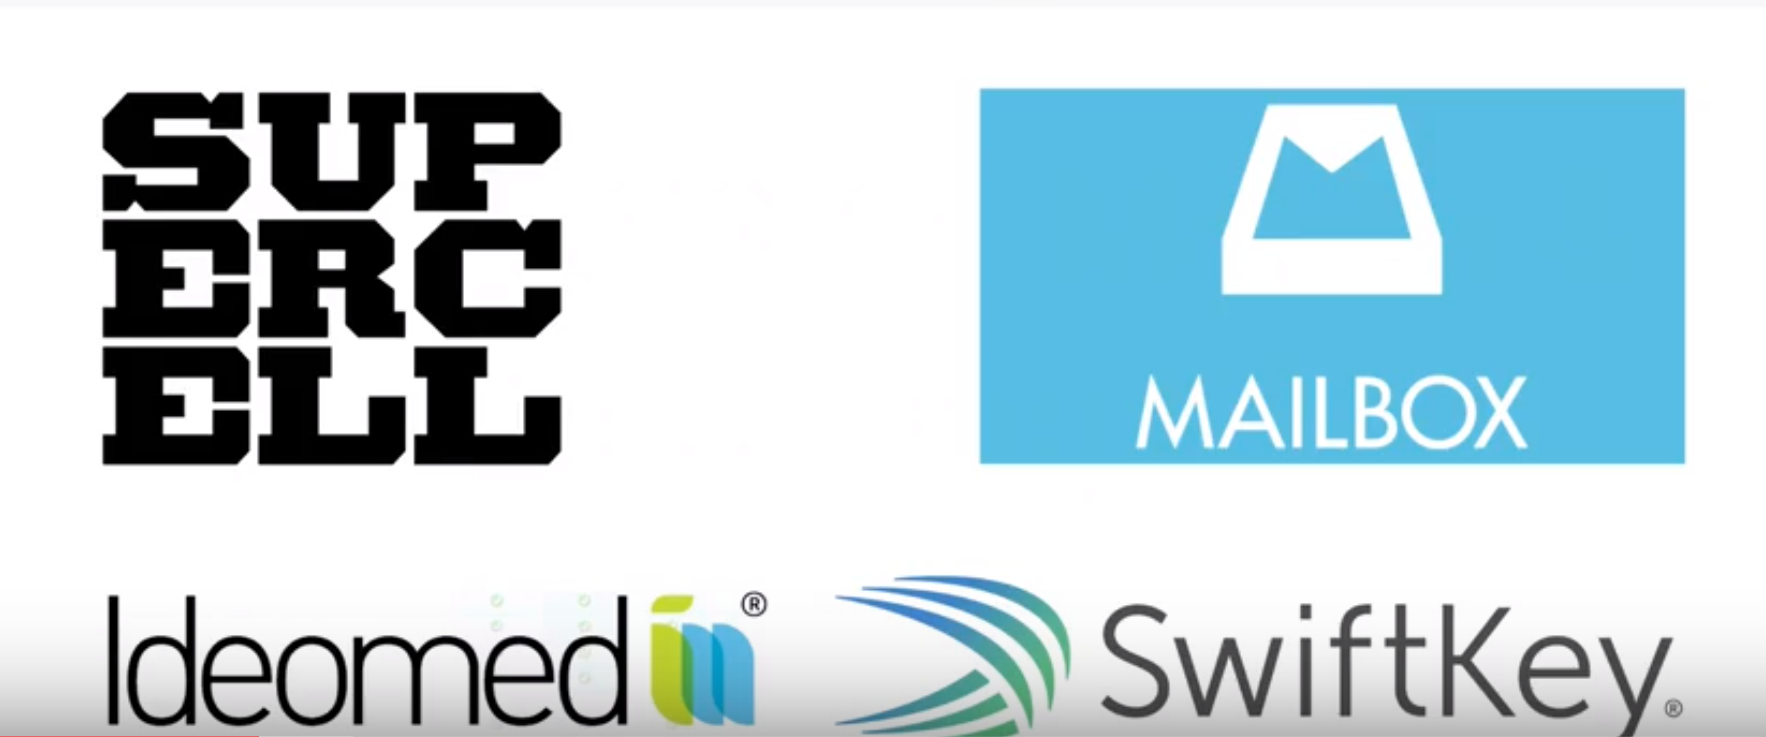 SUP
ERC
ELL
MAILBOX
Ideomed®
SwiftKey®